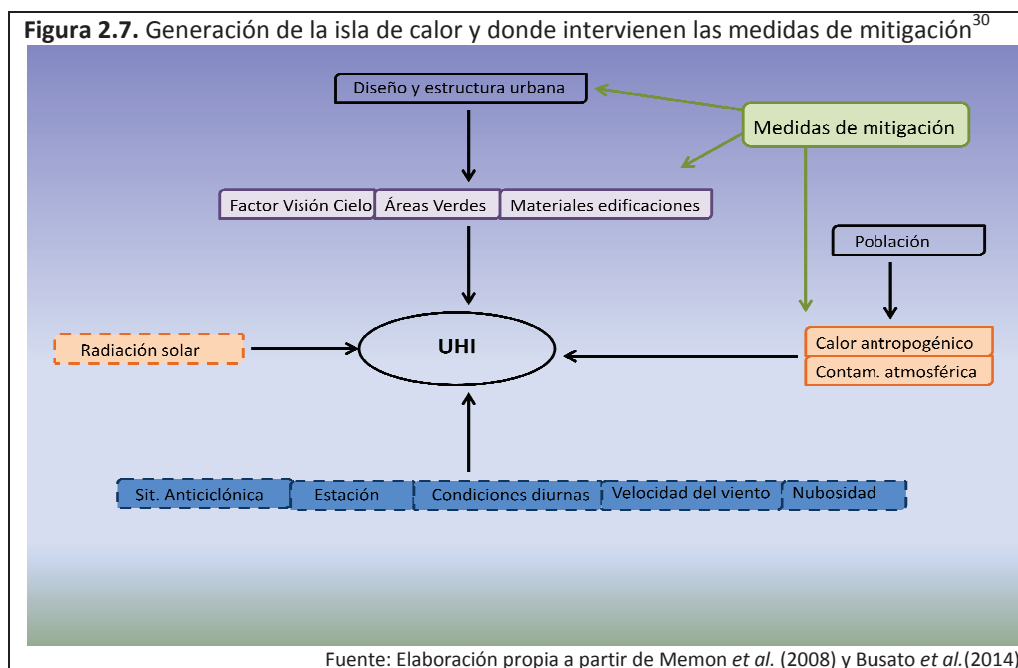 Figura 2.7. Generación de la isla de calor y donde intervienen las medidas de mitigación30
Diseño y estructura urbana
Medidas de mitigación
Factor Visión Cielo Áreas Verdes Materiales edificaciones
Población
Radiación solar
UHI
Calor antropogénico
Contam. atmosférica
Sit. Anticiclónica Estación Condiciones diurnas Velocidad del viento Nubosidad
Fuente: Elaboración propia a partir de Memon et al. (2008) y Busato et al.(2014)